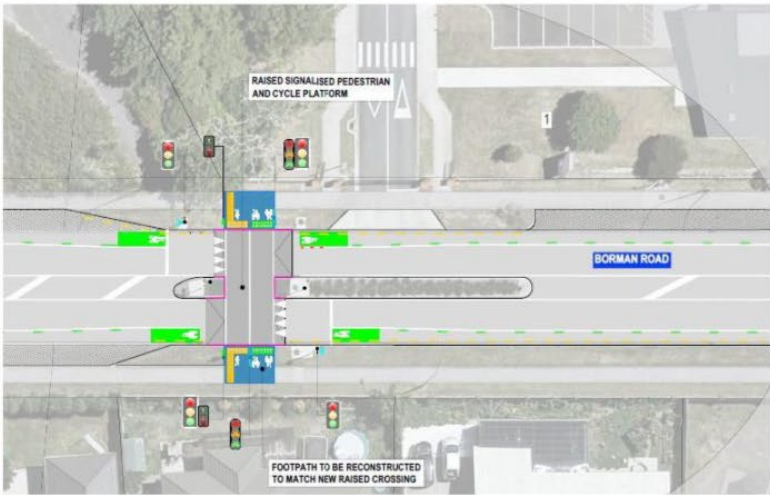 RAISED SIGNALISED PEDESTRIAN
AND CYCLE PLATFORM
1
BORMAN ROAD
FOOTPATH TO BE RECONSTRUCTED
TO MATCH NEW RAISED CROSSING